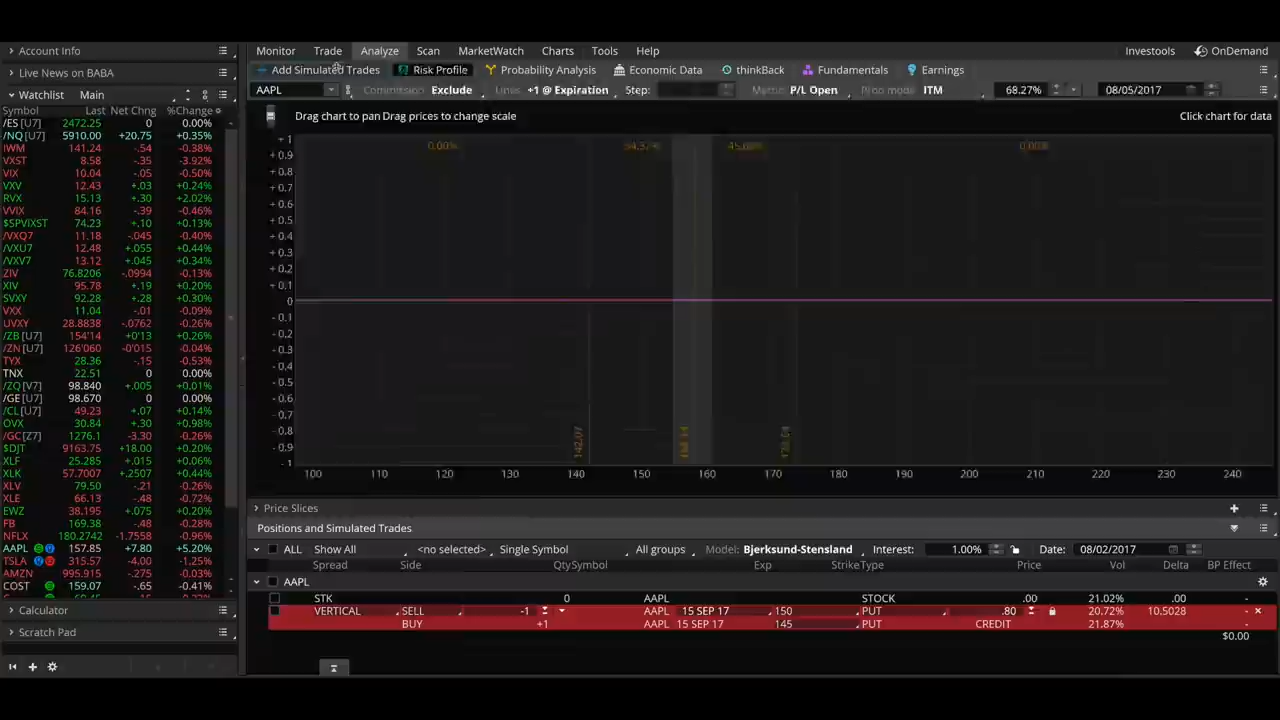 Account Info
Monitor Trade Analyze Scan MarketWatch Charts Tools Help Investools OnDemand
Live News on BABA
Add Simulated Trades Risk Profile Probability Analysis Economic Data thinkBack Fundamentals Earnings
Watchlist Main
AAPL Commission Exclude Lines +1 @ Expiration Step: P/L Open ITM 68.27% 08/05/2017
Symbol Last Net Chng %Change
Drag chart to pan Drag prices to change scale Click chart for data
/ES [U7] 2472.25 0 0.00%
/NQ [U7] 5910.00 +20.75 +0.35%
IWM 141.24 -.54 -0.38%
VXST 8.58 -.35 -3.92%
VIX 10.04 -.05 -0.50%
VXV 12.43 +.03 +0.24%
RVX 15.13 +.30 +2.02%
VVIX 84.16 -.39 -0.46%
$SPVIXST 74.23 +.10 +0.13%
/VXQ7 11.18 -.045 -0.40%
/VXU7 12.48 +.055 +0.44%
/VXV7 13.12 +.045 +0.34%
ZIV 76.8206 -.0994 -0.13%
XIV 95.78 +.19 +0.20%
SVXY 92.28 +.28 +0.30%
VXX 11.04 -.01 -0.09%
UVXY 28.8838 -.0762 -0.26%
/ZB [U7] 154'14 +0'13 +0.26%
/ZN [U7] 126'060 -0'015 -0.04%
TYX 28.36 -.15 -0.53%
TNX 22.51 0 0.00%
/ZQ [V7] 98.840 +.005 +0.01%
/GE [U7] 98.670 0 0.00%
/CL [U7] 49.23 +.07 +0.14%
OVX 30.84 +.30 +0.98%
/GC [Z7] 1276.1 -3.30 -0.26%
$DJT 9163.75 +18.00 +0.20%
XLF 25.285 +.015 +0.06%
XLK 57.7007 +.2507 +0.44%
XLV 79.50 -.21 -0.26%
XLE 66.13 -.48 -0.72%
EWZ 38.195 +.075 +0.20%
FB 169.38 -.48 -0.28%
NFLX 180.2742 -1.7558 -0.96%
AAPL 157.85 +7.80 +5.20%
TSLA 315.57 -4.00 -1.25%
AMZN 995.915 -.275 -0.03%
COST 159.07 -.65 -0.41%
Calculator
Scratch Pad
0.00% 0.00%
+ 1
+ 0.9
+ 0.8
+ 0.7
+ 0.6
+ 0.5
+ 0.4
+ 0.3
+ 0.2
+ 0.1
0
- 0.1
- 0.2
- 0.3
- 0.4
- 0.5
- 0.6
- 0.7
- 0.8
- 0.9
- 1
142.07
100 110 120 130 140 150 160 170 180 190 200 210 220 230 240
Price Slices
Positions and Simulated Trades
ALL Show All <no selected> Single Symbol All groups Model: Bjerksund-Stensland Interest: 1.00% Date: 08/02/2017
Spread Side Qty Symbol Exp Strike Type Price Vol Delta BP Effect
AAPL
STK 0 AAPL STOCK .00 21.02% .00 -
VERTICAL SELL -1 AAPL 15 SEP 17 150 PUT .80 20.72% 10.5028 -
BUY +1 AAPL 15 SEP 17 145 PUT CREDIT 21.87% -
$0.00